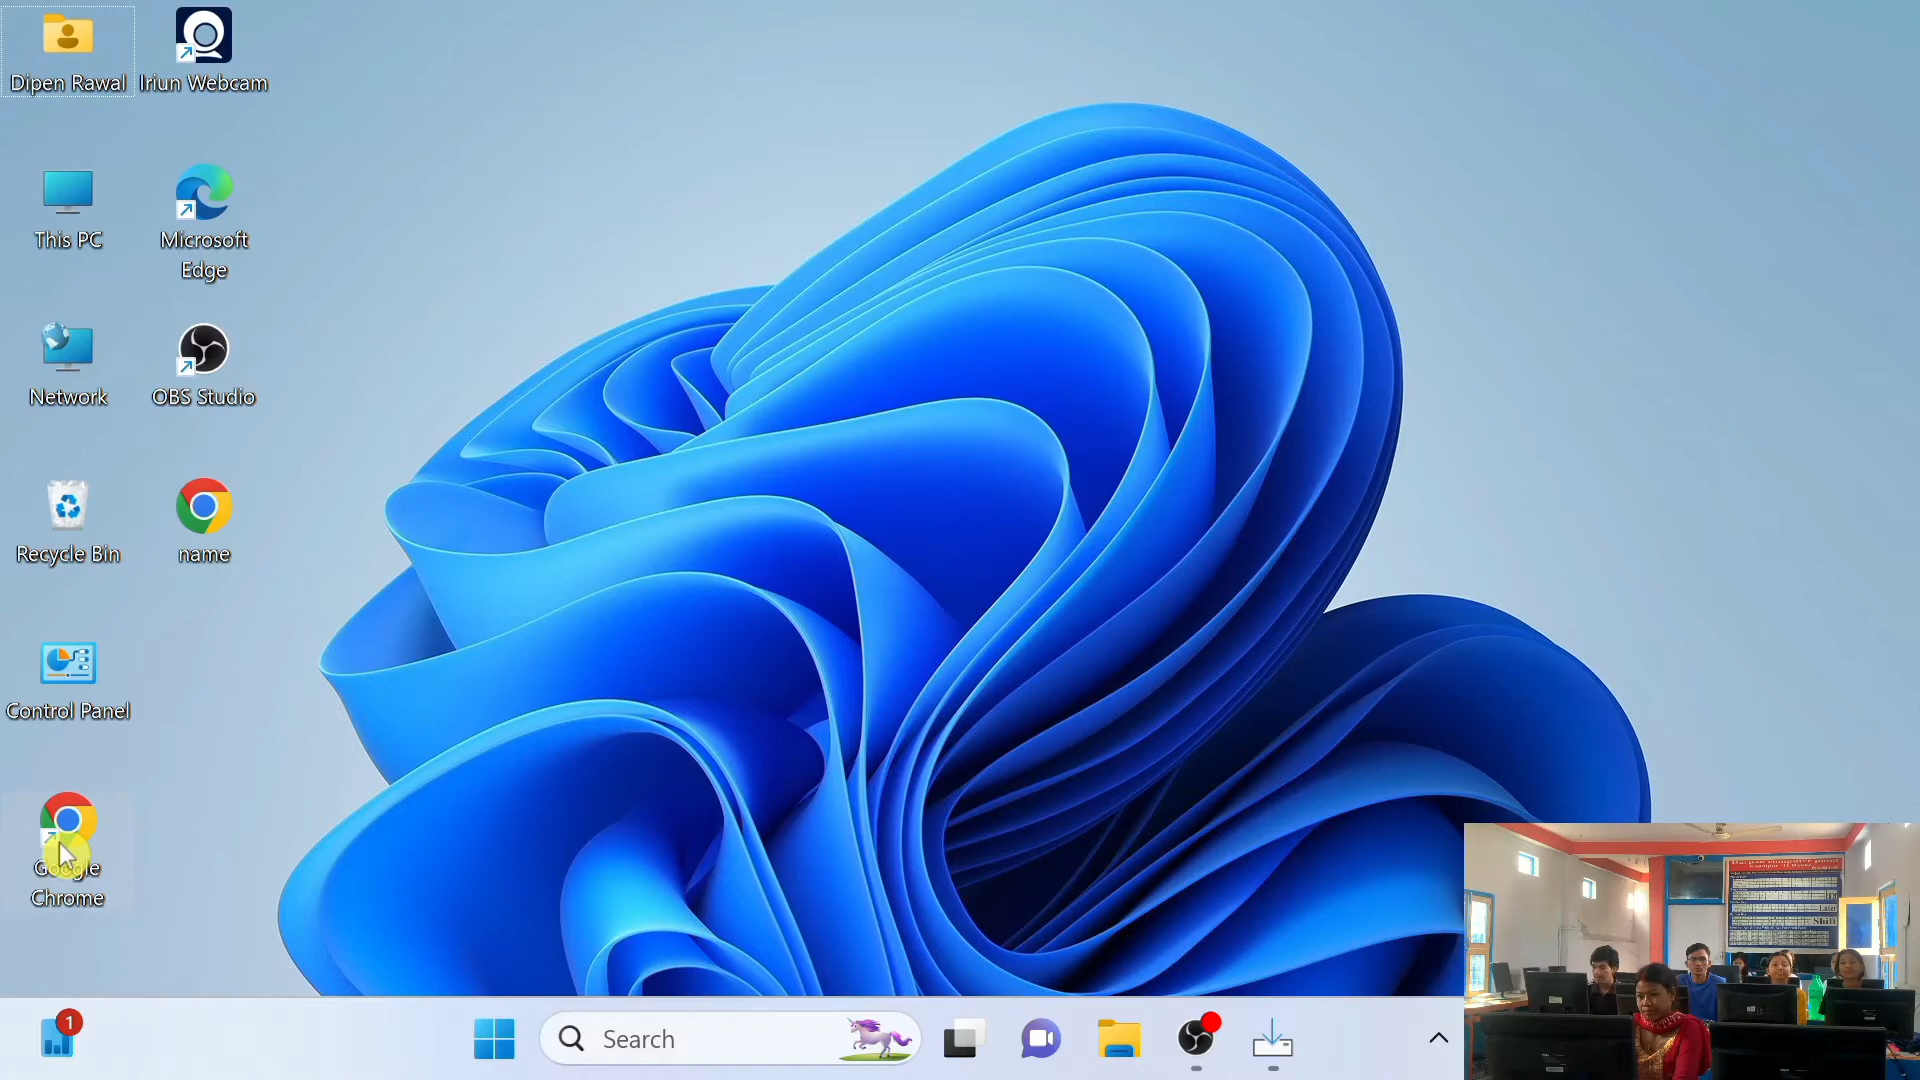 Dipen Rawal
Iriun Webcam
This PC
Microsoft
Edge
Network
OBS Studio
Recycle Bin
name
Control Panel
Google
Chrome
1
Search
Shift